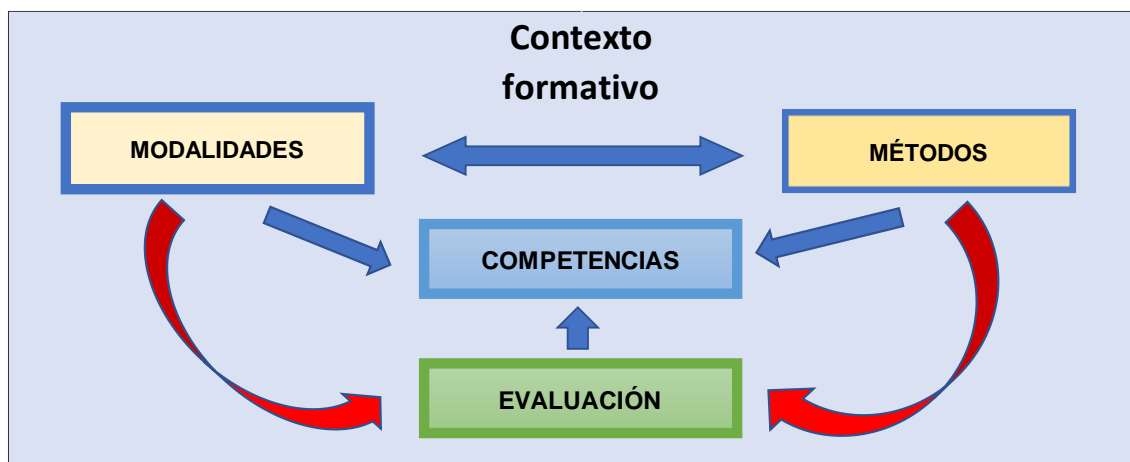 Contexto
formativo
MODALIDADES
MÉTODOS
COMPETENCIAS
EVALUACIÓN